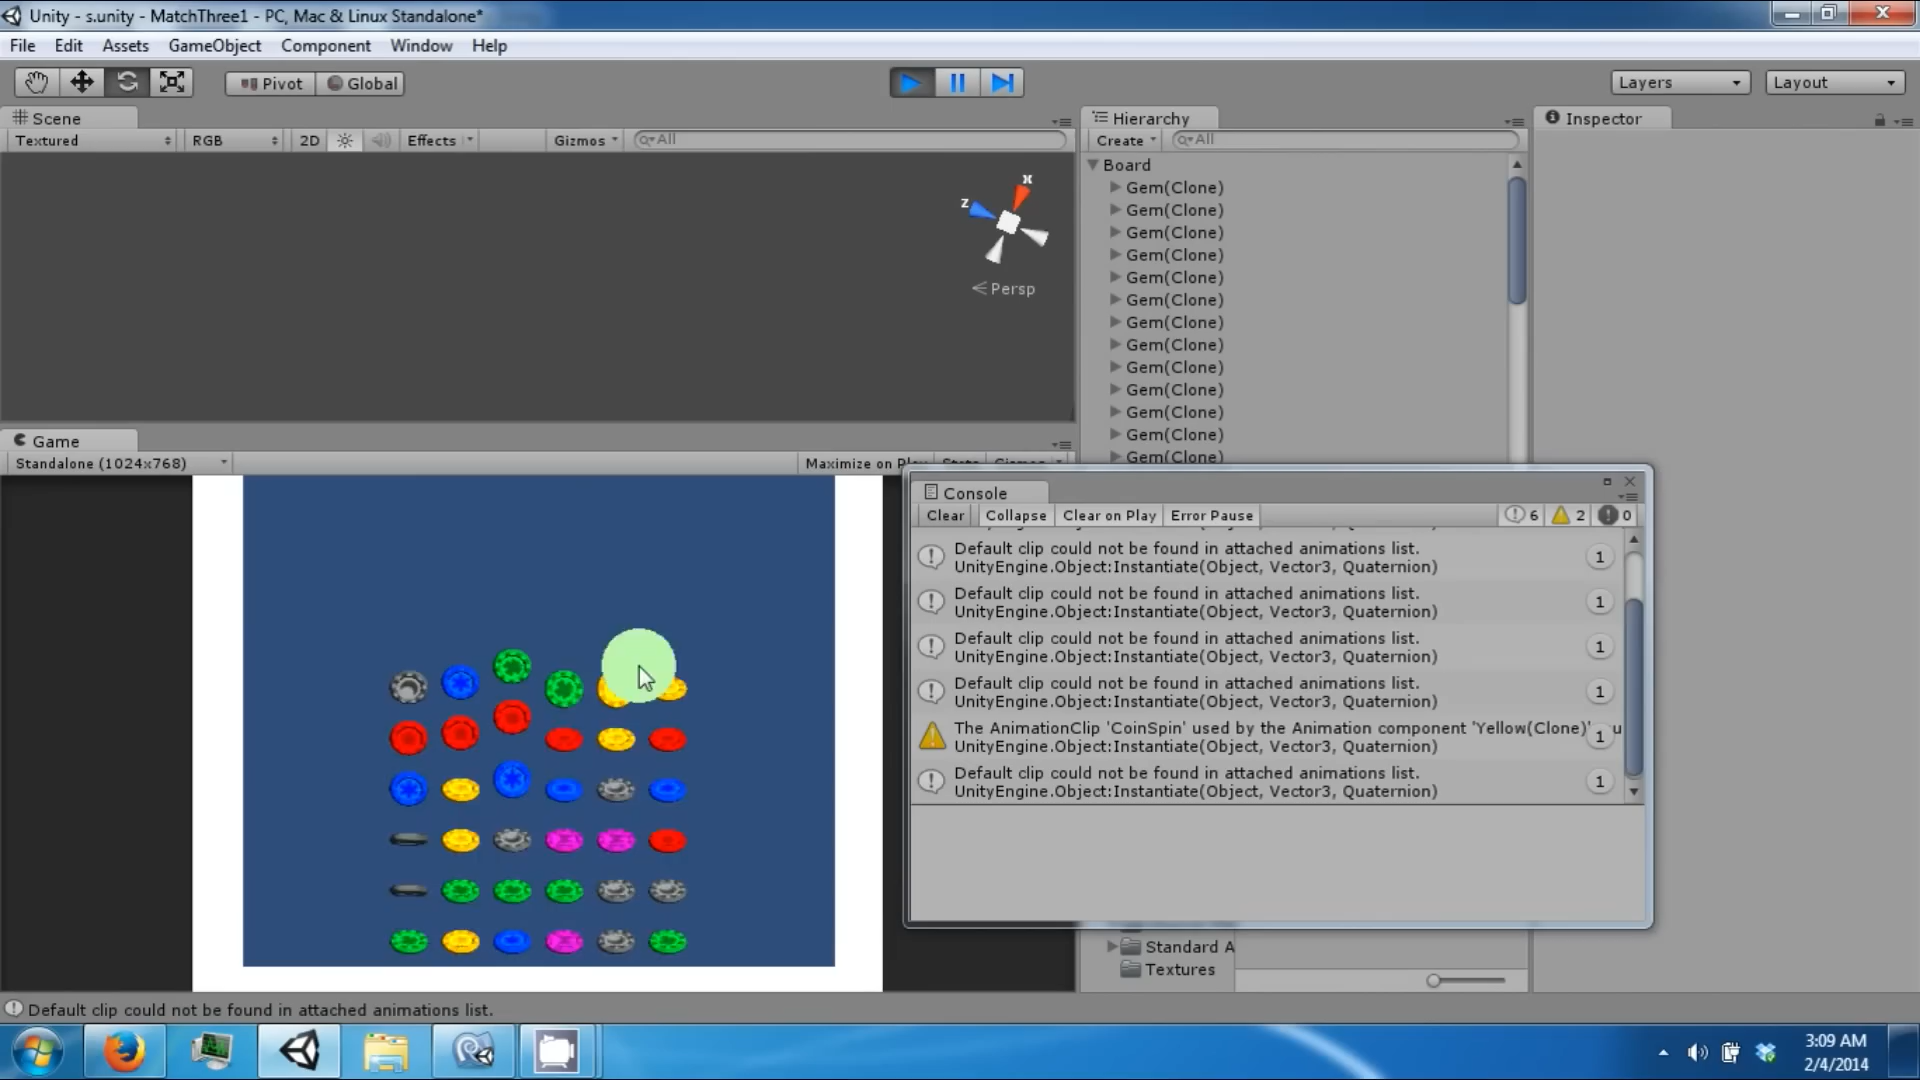 Unity - s.unity - MatchThree1 - PC, Mac & Linux Standalone*
File Edit Assets GameObject Component Window Help
Pivot Global Layers Layout
Scene
Textured RGB 2D Effects Gizmos All
x
z
Persp
Hierarchy
Create All
Board
Gem(Clone)
Gem(Clone)
Gem(Clone)
Gem(Clone)
Gem(Clone)
Gem(Clone)
Gem(Clone)
Gem(Clone)
Gem(Clone)
Gem(Clone)
Gem(Clone)
Gem(Clone)
Gem(Clone)
Inspector
Game
Standalone (1024x768) Maximize on Play Stats Gizmos
Console
Clear Collapse Clear on Play Error Pause 6 2 0
Default clip could not be found in attached animations list. 1
UnityEngine.Object:Instantiate(Object, Vector3, Quaternion)
Default clip could not be found in attached animations list. 1
UnityEngine.Object:Instantiate(Object, Vector3, Quaternion)
Default clip could not be found in attached animations list. 1
UnityEngine.Object:Instantiate(Object, Vector3, Quaternion)
Default clip could not be found in attached animations list. 1
UnityEngine.Object:Instantiate(Object, Vector3, Quaternion)
The AnimationClip 'CoinSpin' used by the Animation component 'Yellow(Clone)' 1
UnityEngine.Object:Instantiate(Object, Vector3, Quaternion)
Default clip could not be found in attached animations list. 1
UnityEngine.Object:Instantiate(Object, Vector3, Quaternion)
Standard A
Textures
Default clip could not be found in attached animations list.
3:09 AM
2/4/2014